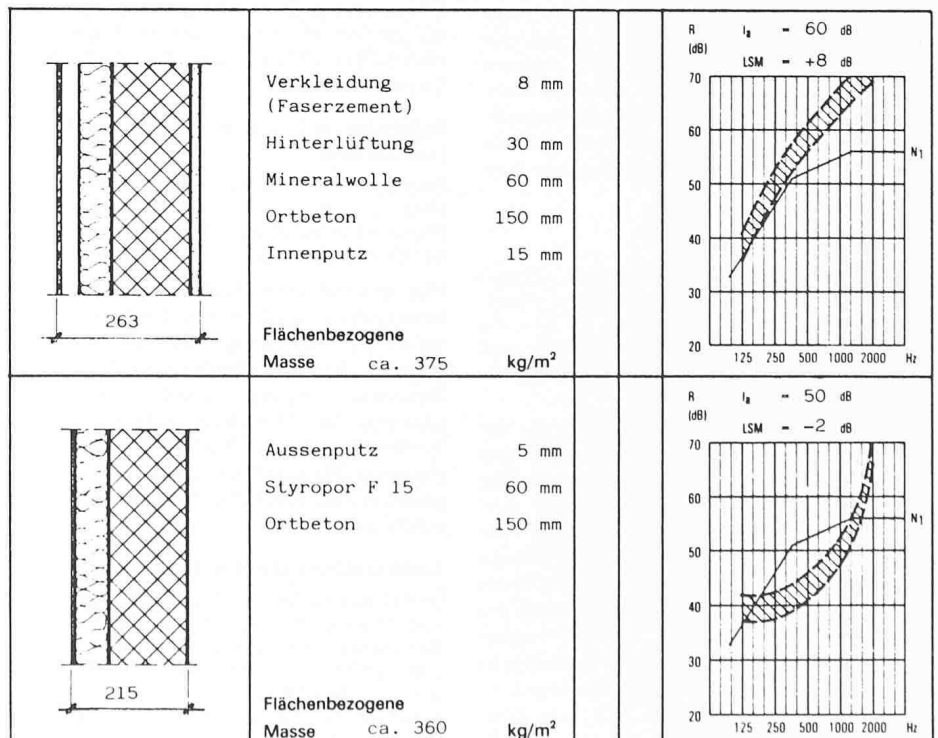 263
Verkleidung 8 mm
(Faserzement)
Hinterlüftung 30 mm
Mineralwolle 60 mm
Ortbeton 150 mm
Innenputz 15 mm
Flächenbezogene
Masse ca. 375 kg/m²
R Ia = 60 dB
(dB)
LSM = +8 dB
70
60
50
40
30
20
N1
125 250 500 1000 2000 Hz
215
Aussenputz 5 mm
Styropor F 15 60 mm
Ortbeton 150 mm
Flächenbezogene
Masse ca. 360 kg/m²
R Ia = 50 dB
(dB)
LSM = -2 dB
70
60
50
40
30
20
N1
125 250 500 1000 2000 Hz